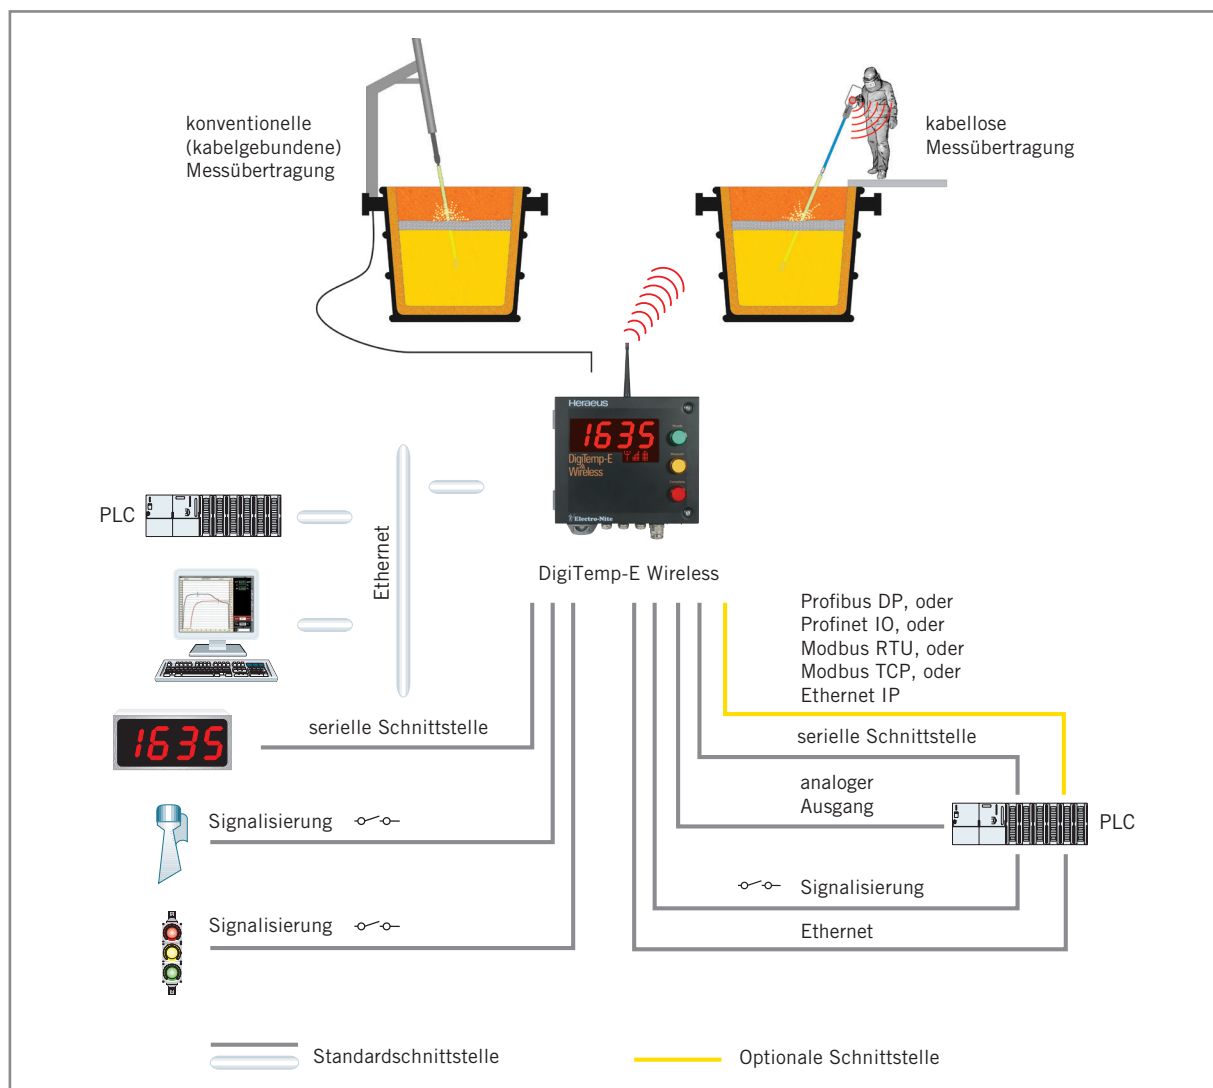 konventionelle
(kabelgebundene)
Messübertragung
kabellose
Messübertragung
Heraeus
1635
DigiTemp-E
Wireless
Electro-Nite
PLC
Ethernet
DigiTemp-E Wireless
Profibus DP, oder
Profinet IO, oder
Modbus RTU, oder
Modbus TCP, oder
Ethernet IP
1635
serielle Schnittstelle
serielle Schnittstelle
analoger
Ausgang
Signalisierung
PLC
Signalisierung
Signalisierung
Ethernet
Standardschnittstelle
Optionale Schnittstelle